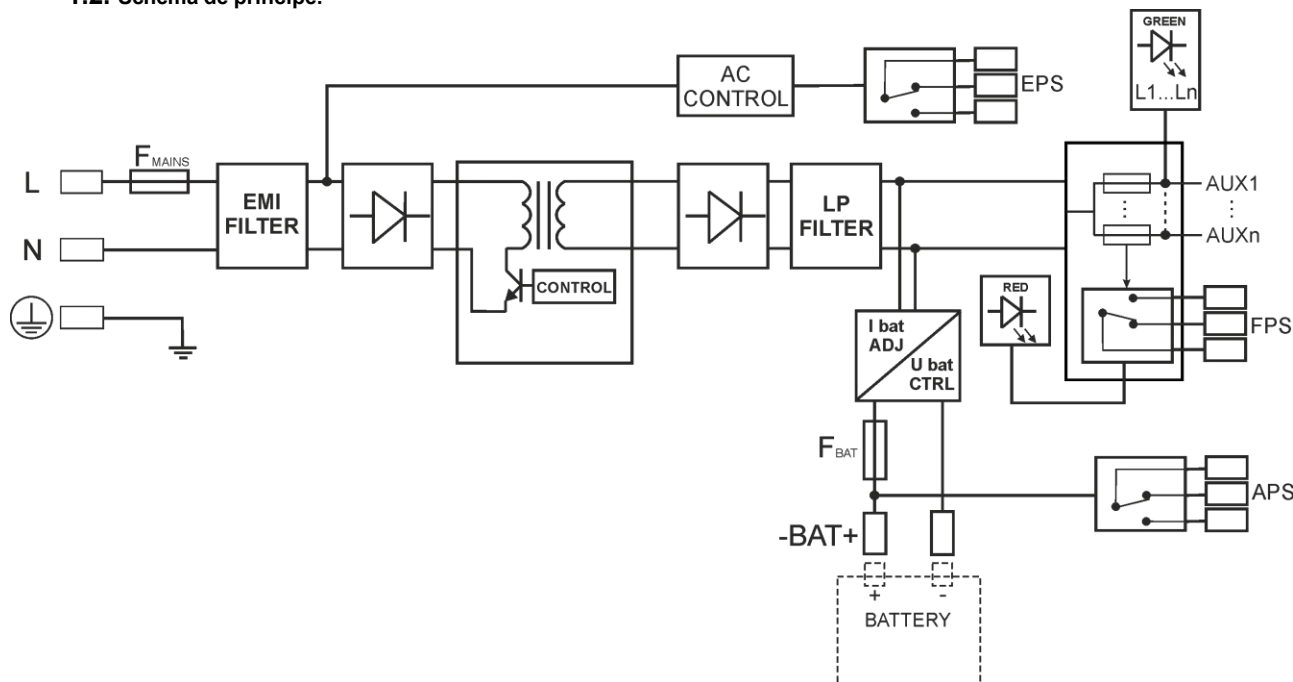 1.2. Schéma de principe.
GREEN
L1...Ln
AC
CONTROL
EPS
F MAINS
L
EMI
FILTER
LP
FILTER
AUX1
⋮
AUXn
N
CONTROL
RED
FPS
I bat
ADJ
U bat
CTRL
F BAT
APS
-BAT+
+ -
BATTERY